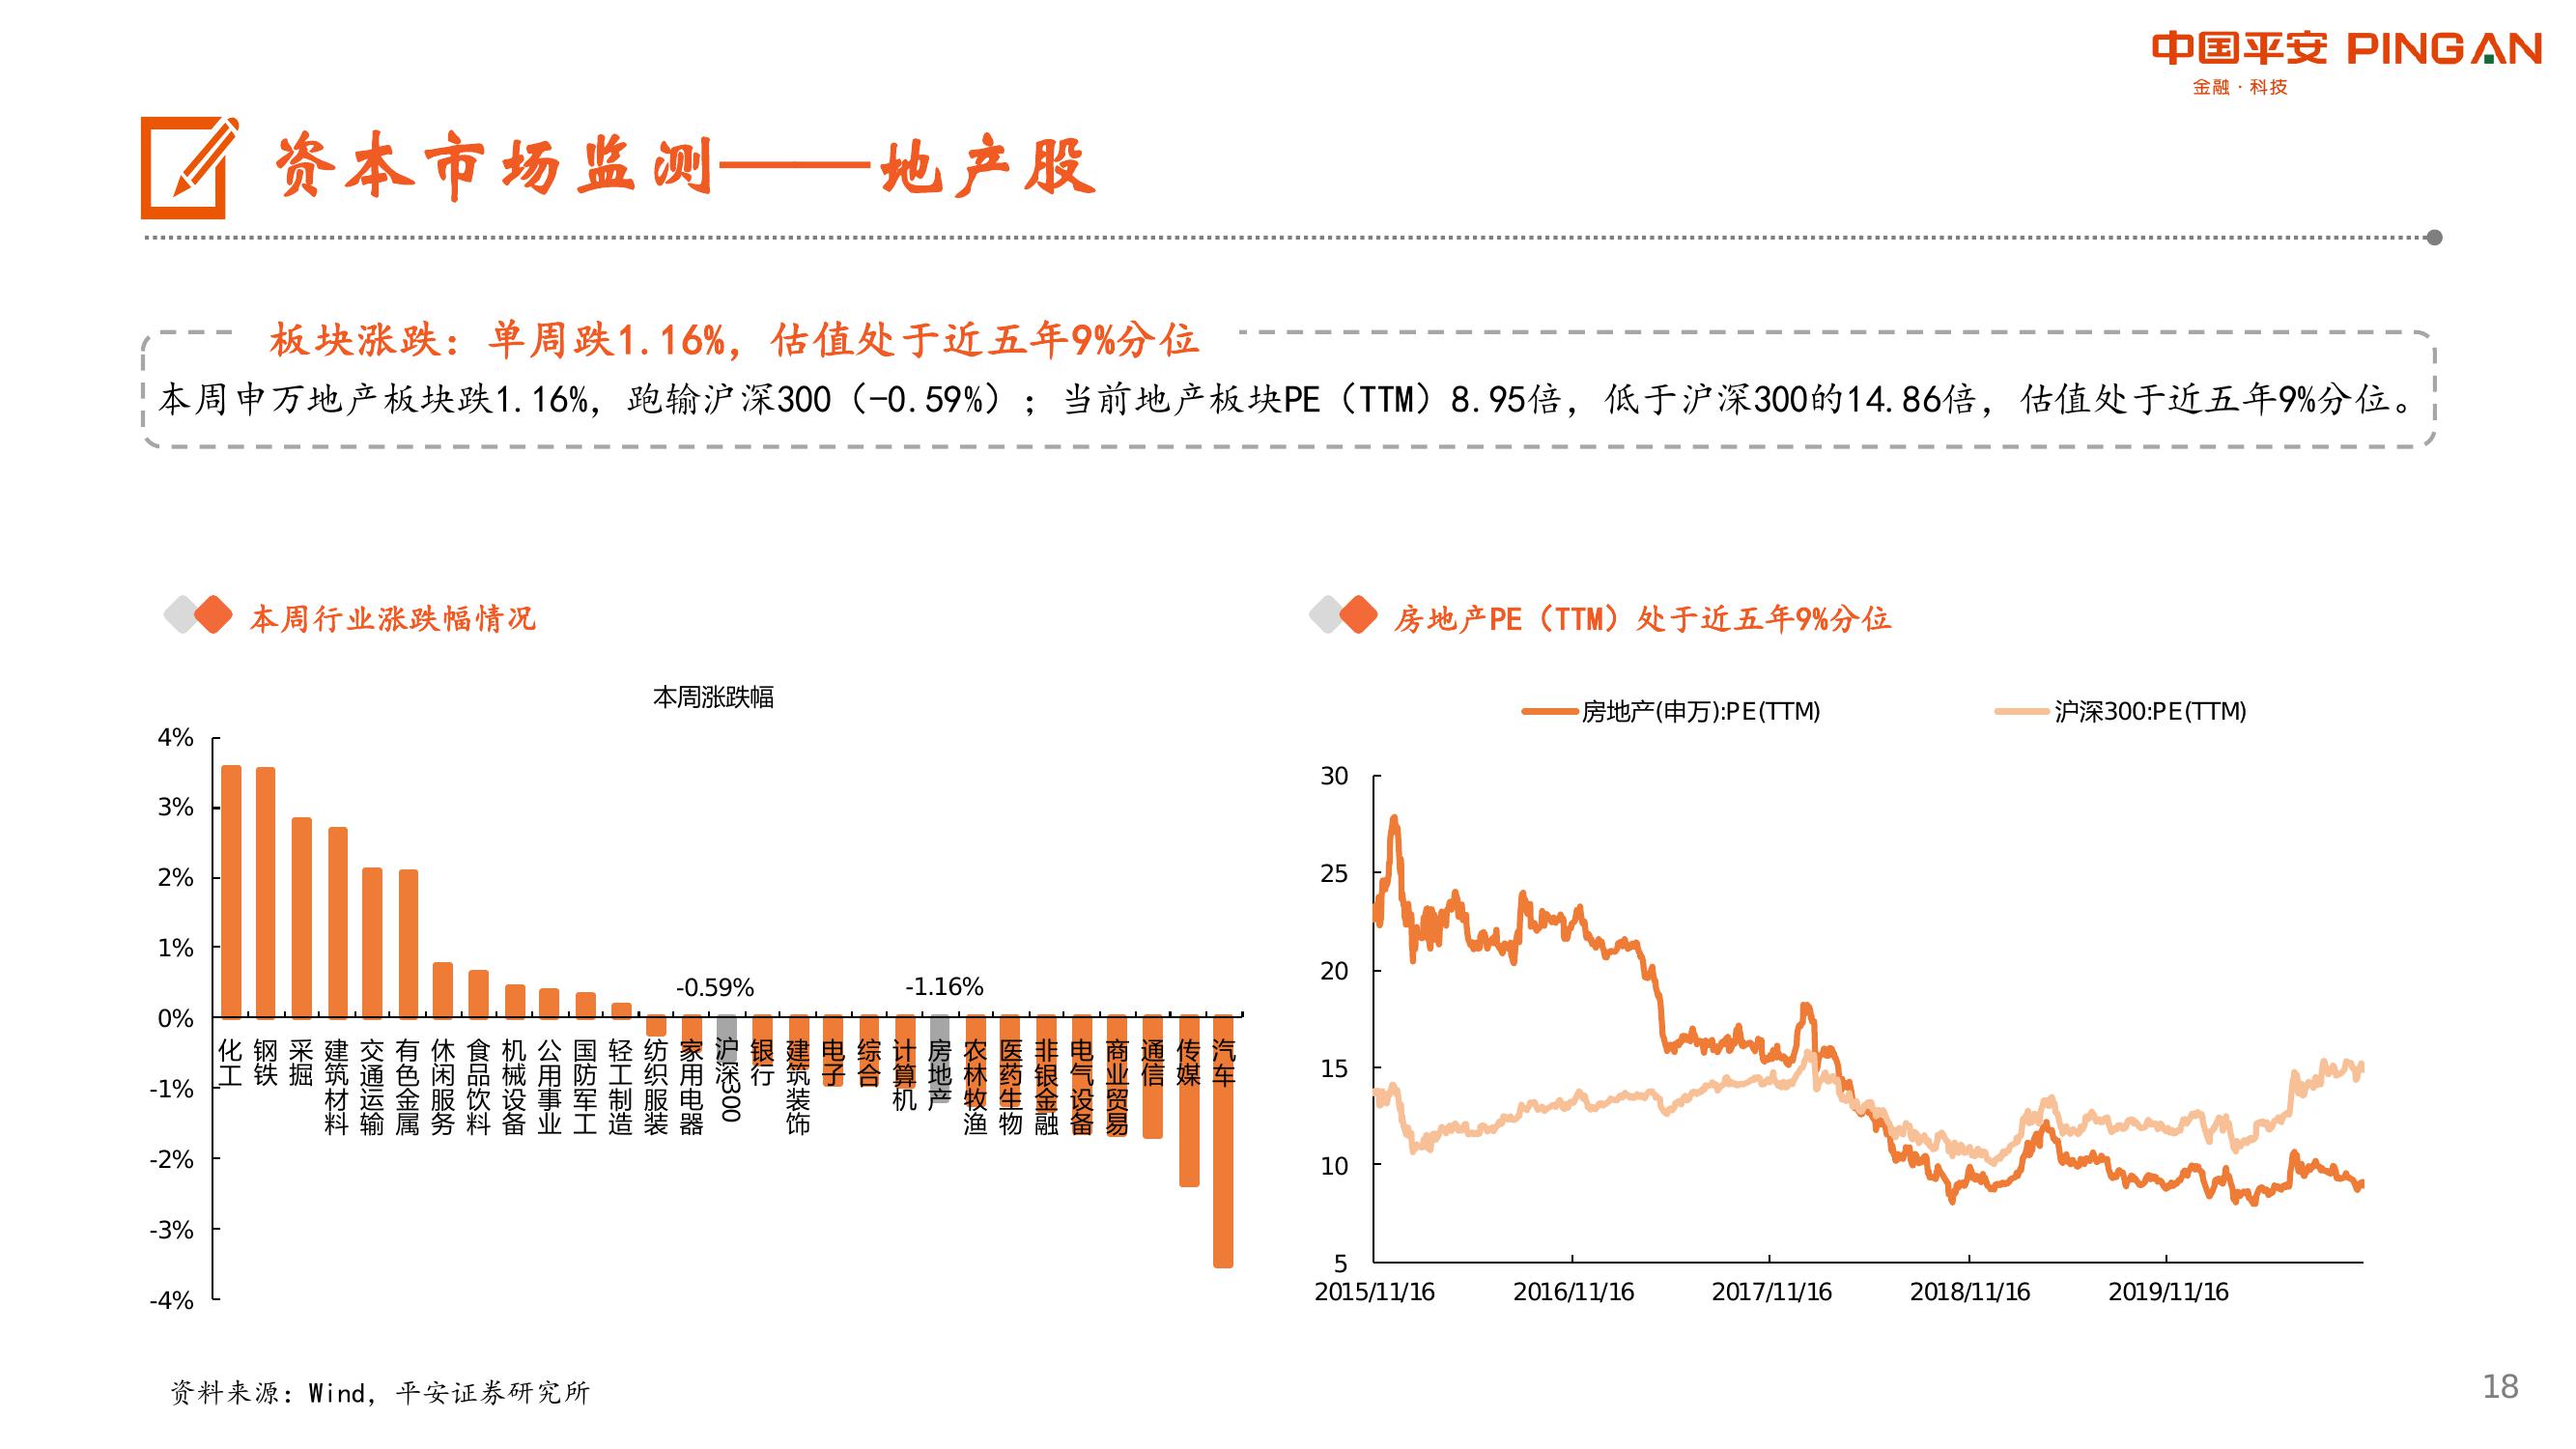 中国平安 PINGAN
金融·科技
资本市场监测——地产股
板块涨跌：单周跌1.16%，估值处于近五年9%分位
本周申万地产板块跌1.16%，跑输沪深300（-0.59%）；当前地产板块PE（TTM）8.95倍，低于沪深300的14.86倍，估值处于近五年9%分位。
本周行业涨跌幅情况
本周涨跌幅
4%
3%
2%
1%
0%
-1%
-2%
-3%
-4%
-0.59%
-1.16%
化工
钢铁
采掘
建筑材料
交通运输
有色金属
休闲服务
食品饮料
机械设备
公用事业
国防军工
轻工制造
纺织服装
家用电器
沪深300
银行
建筑装饰
电子
综合
计算机
房地产
农林牧渔
医药生物
非银金融
电气设备
商业贸易
通信
传媒
汽车
房地产PE（TTM）处于近五年9%分位
房地产(申万):PE(TTM)
沪深300:PE(TTM)
30
25
20
15
10
5
2015/11/16
2016/11/16
2017/11/16
2018/11/16
2019/11/16
资料来源：Wind，平安证券研究所
18